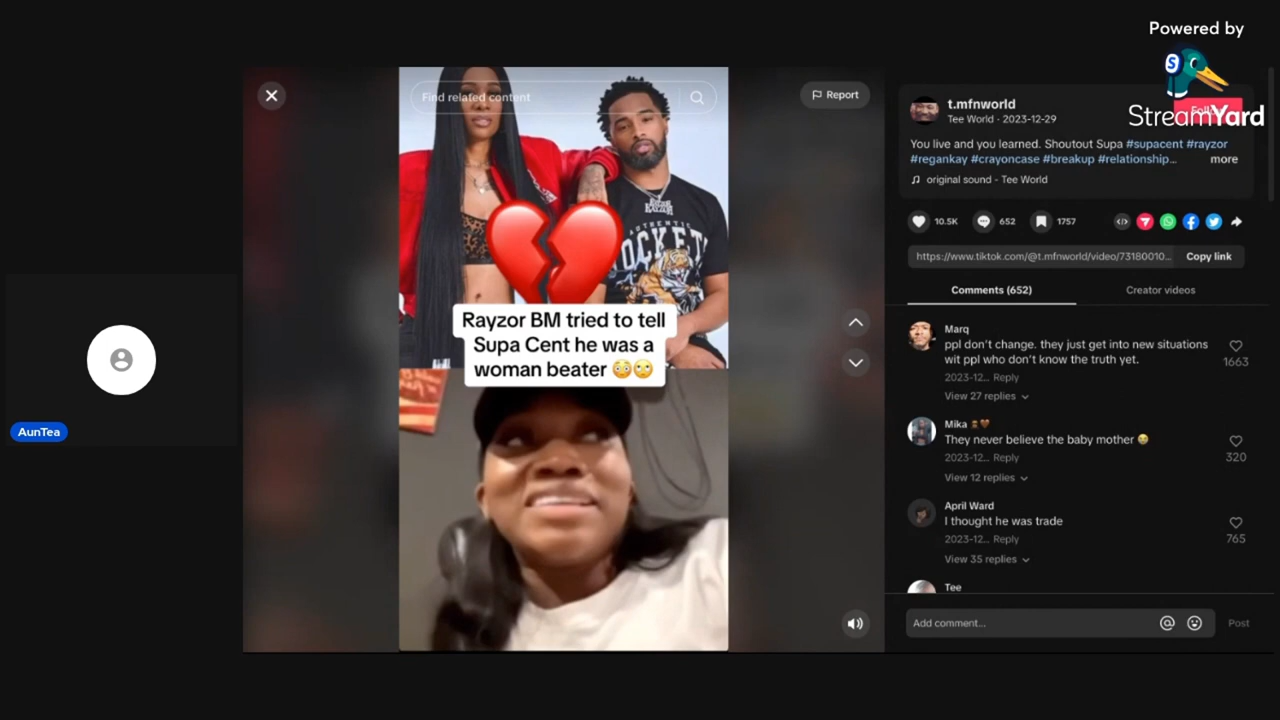 Powered by
StreamYard
Find related content
Report
Rayzor BM tried to tell
Supa Cent he was a
woman beater 😳🙄
AUTHENTIC
AunTea
t.mfnworld
Tee World · 2023-12-29
You live and you learned. Shoutout Supa #supacent #rayzor
#regankay #crayoncase #breakup #relationship... more
original sound - Tee World
10.5K
652
1757
https://www.tiktok.com/@t.mfnworld/video/73180010...
Copy link
Comments (652)
Creator videos
Marq
ppl don't change. they just get into new situations
wit ppl who don't know the truth yet.
2023-12... Reply
1663
View 27 replies
Mika
They never believe the baby mother
2023-12... Reply
320
View 12 replies
April Ward
I thought he was trade
2023-12... Reply
765
View 35 replies
Tee
Add comment...
@
Post